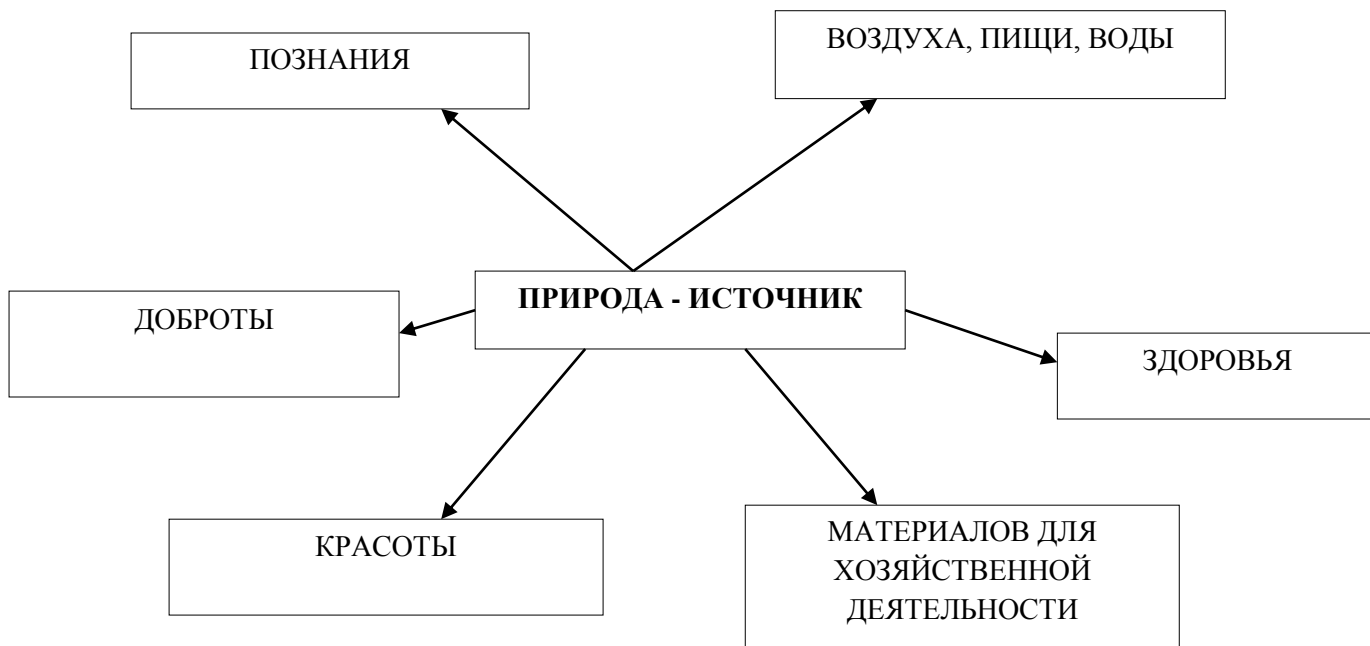 ПОЗНАНИЯ
ВОЗДУХА, ПИЩИ, ВОДЫ
ПРИРОДА - ИСТОЧНИК
ДОБРОТЫ
ЗДОРОВЬЯ
КРАСОТЫ
МАТЕРИАЛОВ ДЛЯ
ХОЗЯЙСТВЕННОЙ
ДЕЯТЕЛЬНОСТИ